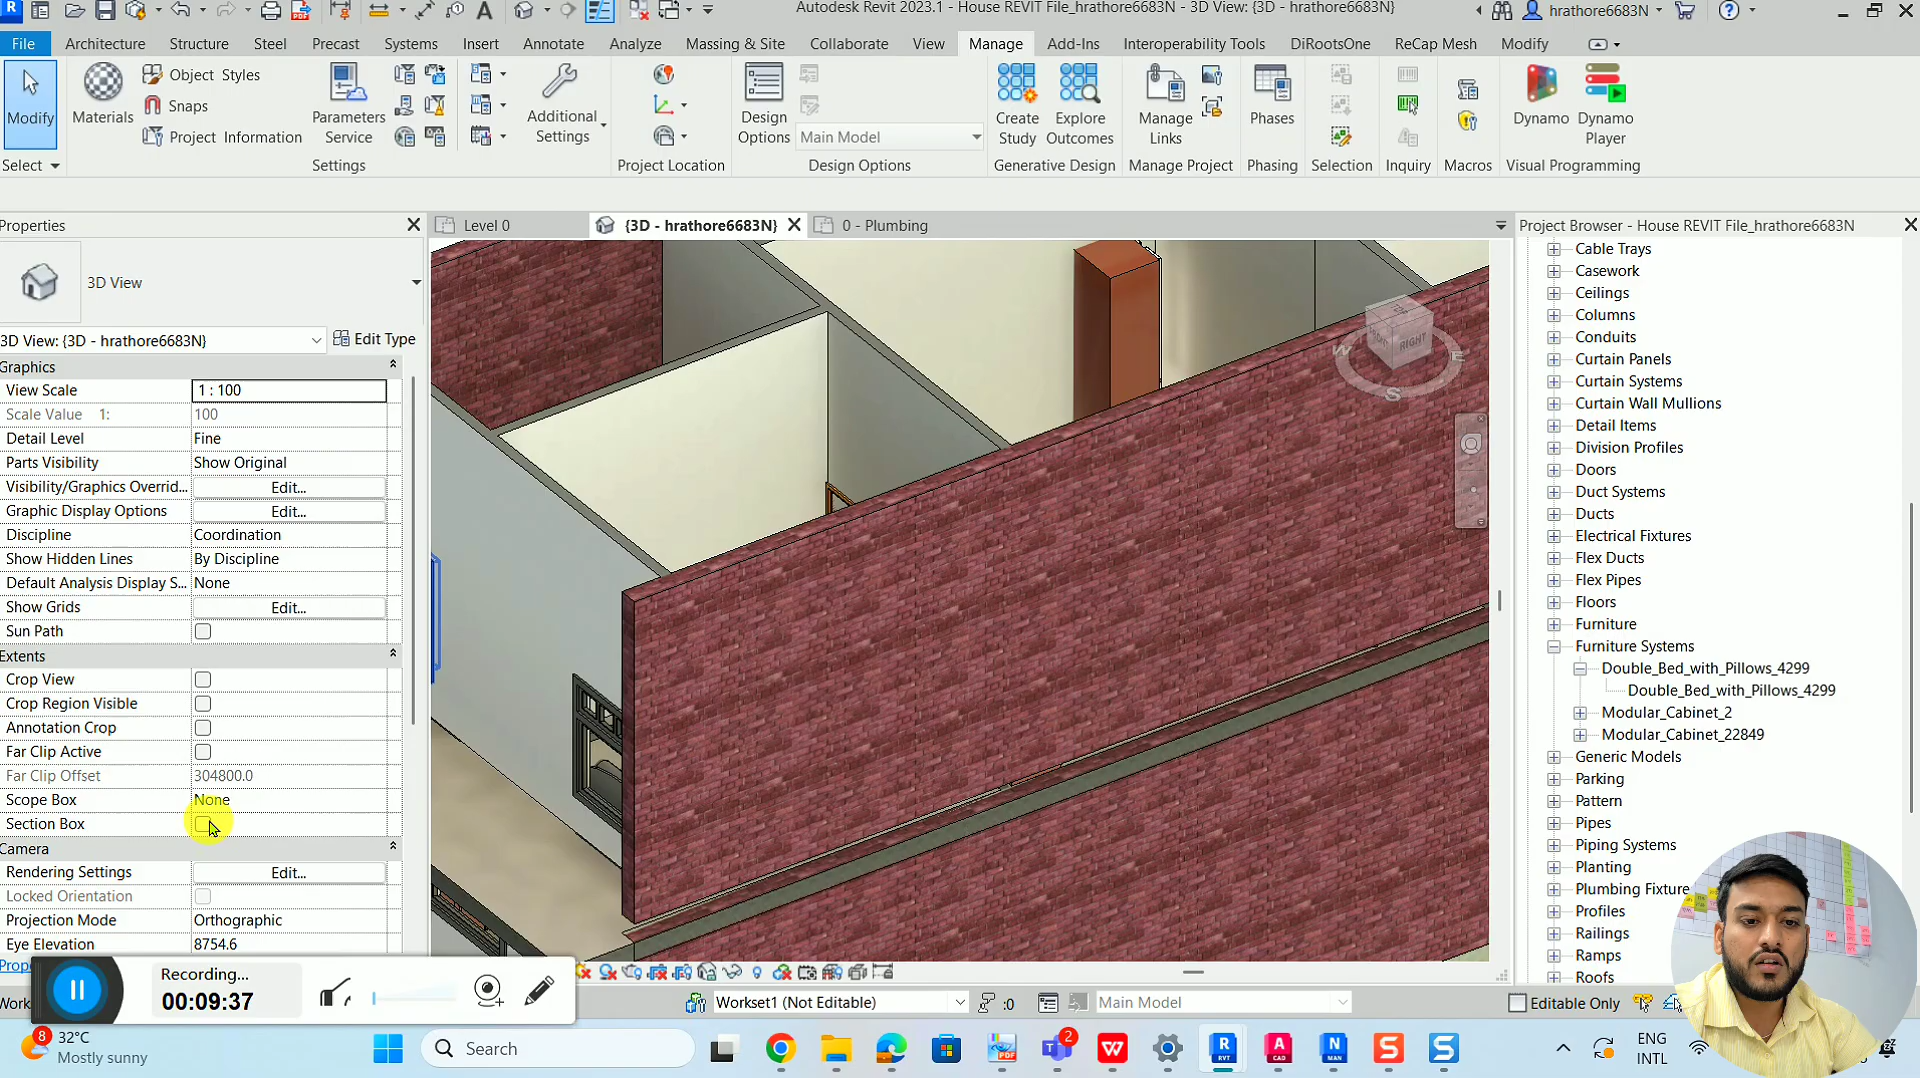 Autodesk Revit 2023.1 - House REVIT File_hrathore6683N - 3D View: {3D - hrathore6683N}
hrathore6683N
File Architecture Structure Steel Precast Systems Insert Annotate Analyze Massing & Site Collaborate View Manage Add-Ins Interoperability Tools DiRootsOne ReCap Mesh Modify
Modify
Materials
Object Styles
Snaps
Project Information
Parameters Service
Additional Settings
Design Options
Main Model
Create Study
Explore Outcomes
Manage Links
Phases
Dynamo
Dynamo Player
Select Settings Project Location Design Options Generative Design Manage Project Phasing Selection Inquiry Macros Visual Programming
Properties
Level 0
{3D - hrathore6683N}
0 - Plumbing
Project Browser - House REVIT File_hrathore6683N
3D View
3D View: {3D - hrathore6683N}
Edit Type
Graphics
View Scale 1 : 100
Scale Value 1: 100
Detail Level Fine
Parts Visibility Show Original
Visibility/Graphics Overrid... Edit...
Graphic Display Options Edit...
Discipline Coordination
Show Hidden Lines By Discipline
Default Analysis Display S... None
Show Grids Edit...
Sun Path
Extents
Crop View
Crop Region Visible
Annotation Crop
Far Clip Active
Far Clip Offset 304800.0
Scope Box None
Section Box
Camera
Rendering Settings Edit...
Locked Orientation
Projection Mode Orthographic
Eye Elevation 8754.6
RIGHT
W
E
S
Cable Trays
Casework
Ceilings
Columns
Conduits
Curtain Panels
Curtain Systems
Curtain Wall Mullions
Detail Items
Division Profiles
Doors
Duct Systems
Ducts
Electrical Fixtures
Flex Ducts
Flex Pipes
Floors
Furniture
Furniture Systems
Double_Bed_with_Pillows_4299
Double_Bed_with_Pillows_4299
Modular_Cabinet_2
Modular_Cabinet_22849
Generic Models
Parking
Pattern
Pipes
Piping Systems
Planting
Plumbing Fixture
Profiles
Railings
Ramps
Roofs
Recording...
00:09:37
Workset1 (Not Editable)
:0
Main Model
Editable Only
8
32°C
Mostly sunny
Search
2
ENG
INTL